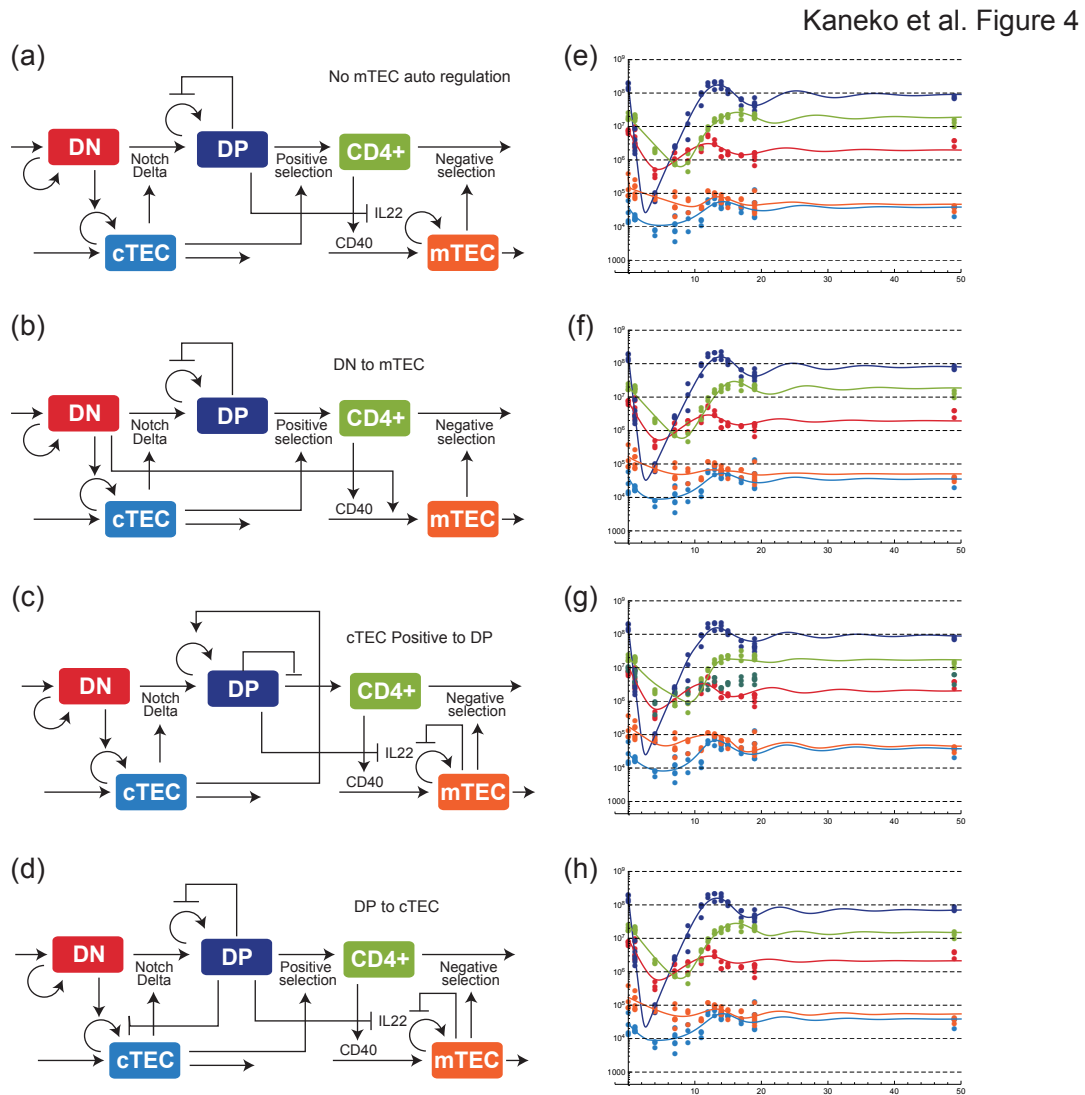 Kaneko et al. Figure 4
(a)
No mTEC auto regulation
DN
Notch
Delta
DP
Positive
selection
CD4+
Negative
selection
IL22
CD40
cTEC
mTEC
(e)
10⁹
10⁸
10⁷
10⁶
10⁵
10⁴
1000
10
20
30
40
50
(b)
DN to mTEC
DN
Notch
Delta
DP
Positive
selection
CD4+
Negative
selection
CD40
cTEC
mTEC
(f)
10⁹
10⁸
10⁷
10⁶
10⁵
10⁴
1000
10
20
30
40
50
(c)
cTEC Positive to DP
DN
Notch
Delta
DP
CD4+
Negative
selection
IL22
CD40
cTEC
mTEC
(g)
10⁹
10⁸
10⁷
10⁶
10⁵
10⁴
1000
10
20
30
40
50
(d)
DP to cTEC
DN
Notch
Delta
DP
Positive
selection
CD4+
Negative
selection
IL22
CD40
cTEC
mTEC
(h)
10⁹
10⁸
10⁷
10⁶
10⁵
10⁴
1000
10
20
30
40
50